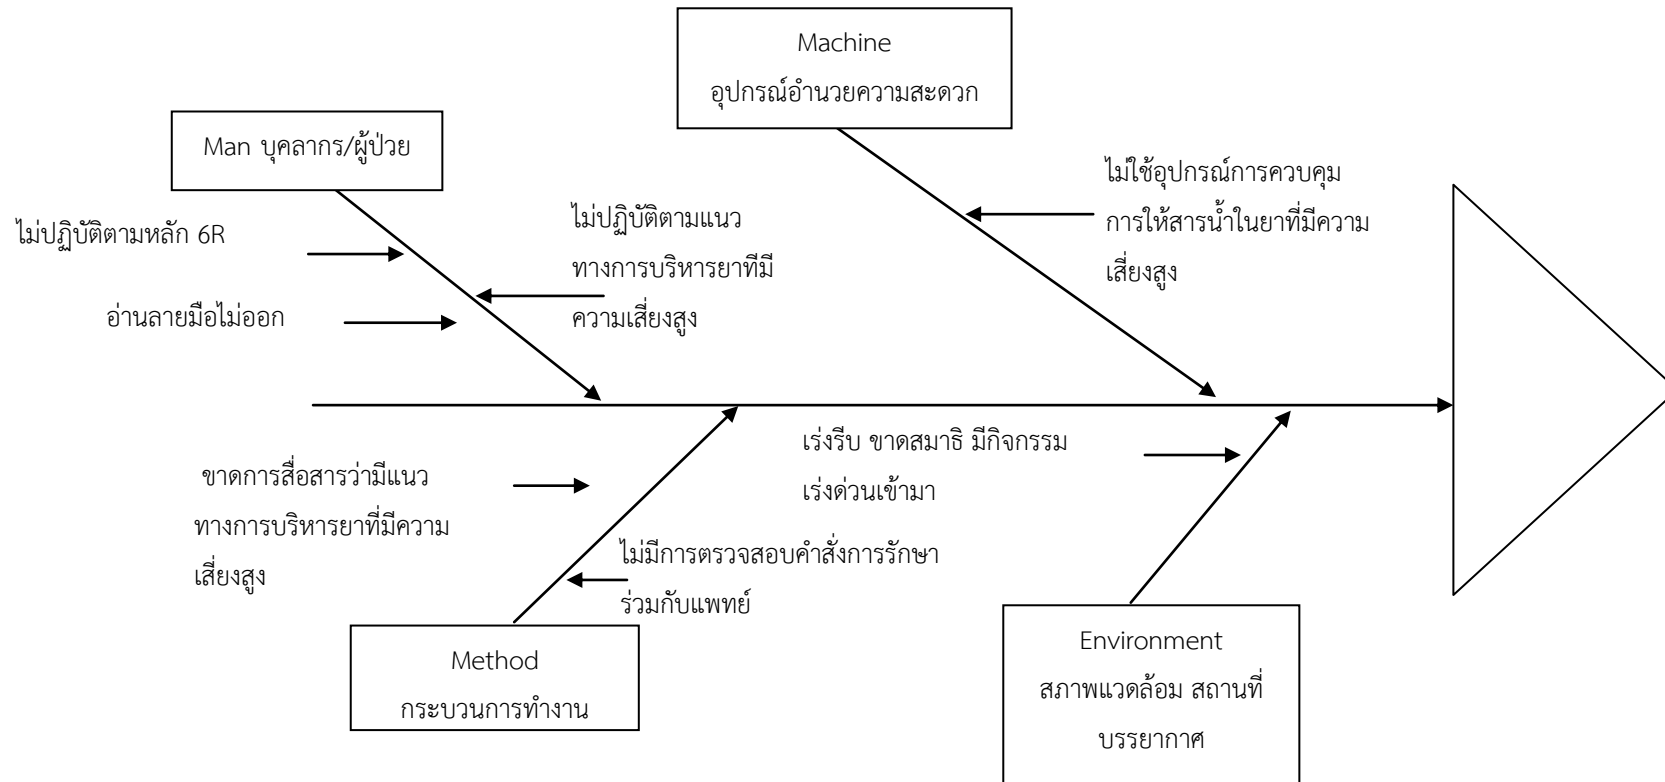 Machine
อุปกรณ์อำนวยความสะดวก
Man บุคลากร/ผู้ป่วย
ไม่ใช้อุปกรณ์การควบคุม
การให้สารน้ำในยาที่มีความ
เสี่ยงสูง
ไม่ปฏิบัติตามหลัก 6R
ไม่ปฏิบัติตามแนว
ทางการบริหารยาทีมี
ความเสี่ยงสูง
อ่านลายมือไม่ออก
เร่งรีบ ขาดสมาธิ มีกิจกรรม
เร่งด่วนเข้ามา
ขาดการสื่อสารว่ามีแนว
ทางการบริหารยาที่มีความ
เสี่ยงสูง
ไม่มีการตรวจสอบคำสั่งการรักษา
ร่วมกับแพทย์
Method
กระบวนการทำงาน
Environment
สภาพแวดล้อม สถานที่
บรรยากาศ